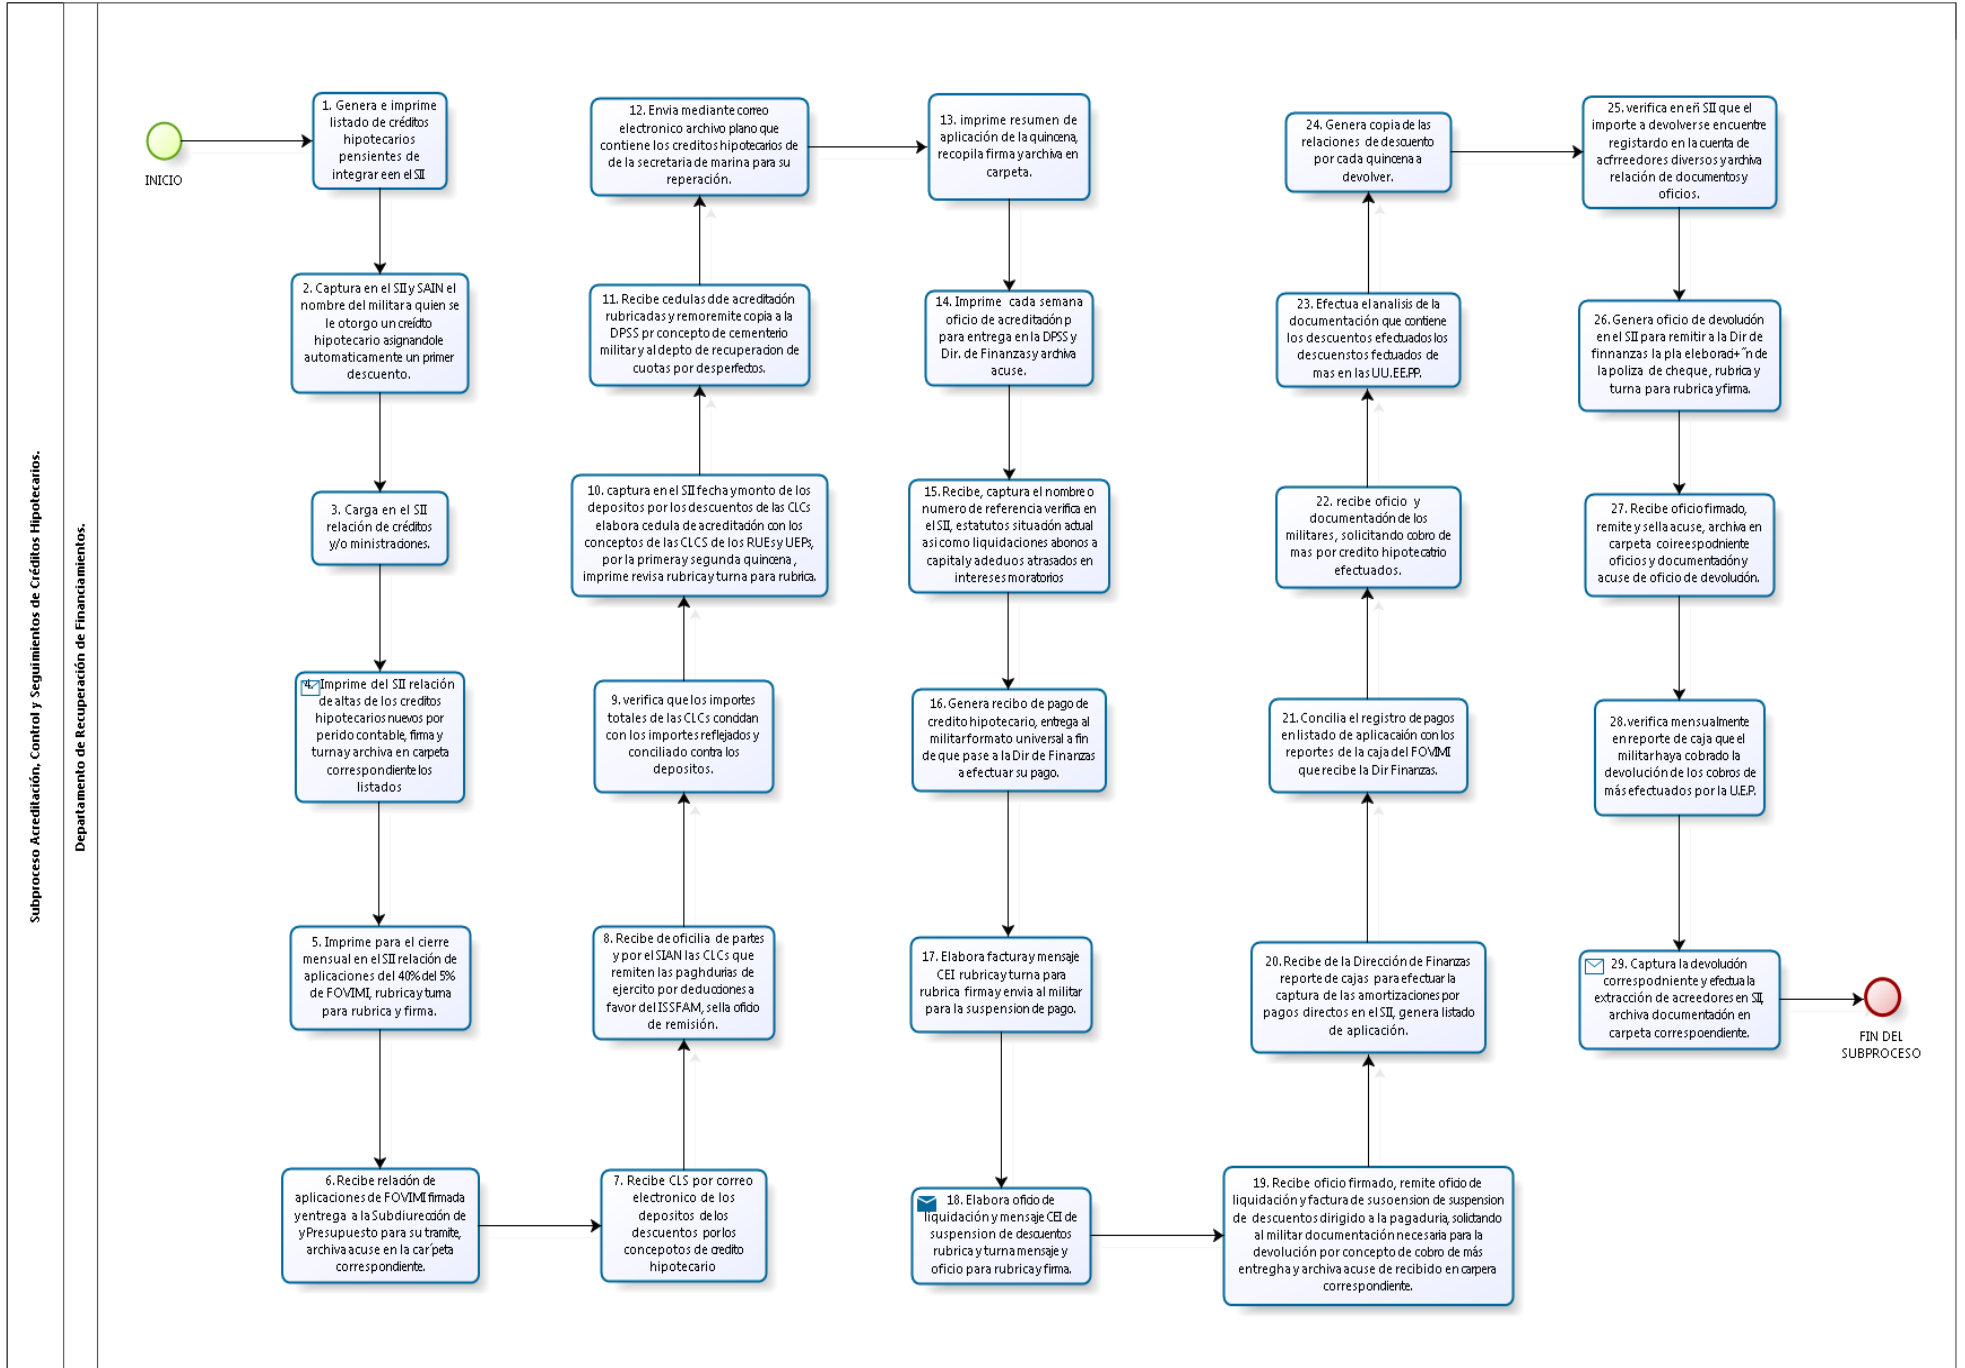 Subproceso Acreditación, Control y Seguimientos de Créditos Hipotecarios.
Departamento de Recuperación de Financiamientos.
INICIO
1. Genera e imprime
listado de créditos
hipotecarios
pensientes de
integrar een el SII
2. Captura en el SII y SAIN el
nombre del militar a quien se
le otorgo un creídto
hipotecario asignandole
automaticamente un primer
descuento.
3. Carga en el SII
relación de créditos
y/o ministraciones.
4. Imprime del SII relación
de altas de los creditos
hipotecarios nuevos por
perido contable, firma y
turna y archiva en carpeta
correspondiente los
listados
5. Imprime para el cierre
mensual en el SII relación de
aplicaciones del 40% del 5%
de FOVIMI, rubrica y turna
para rubrica y firma.
6. Recibe relación de
aplicaciones de FOVIMI firmada
y entrega a la Subdiurección de
y Presupuesto para su tramite,
archiva acuse en la car´peta
correspondiente.
7. Recibe CLS por correo
electronico de los
depositos de los
descuentos por los
concepotos de credito
hipotecario
8. Recibe de oficilia de partes
y por el SIAN las CLCs que
remiten las paghdurias de
ejercito por deducciones a
favor del ISSFAM, sella oficio
de remisión.
9. verifica que los importes
totales de las CLCs concidan
con los importes reflejados y
conciliado contra los
depositos.
10. captura en el SII fecha y monto de los
depositos por los descuentos de las CLCs
elabora cedula de acreditación con los
conceptos de las CLCS de los RUEs y UEPs,
por la primera y segunda quincena ,
imprime revisa rubrica y turna para rubrica.
11. Recibe cedulas dde acreditación
rubricadas y remoremite copia a la
DPSS pr concepto de cementerio
militar y al depto de recuperacion de
cuotas por desperfectos.
12. Envia mediante correo
electronico archivo plano que
contiene los creditos hipotecarios de
de la secretaria de marina para su
reperación.
13. imprime resumen de
aplicación de la quincena,
recopila firma y archiva en
carpeta.
14. Imprime cada semana
oficio de acreditación p
para entrega en la DPSS y
Dir. de Finanzas y archiva
acuse.
15. Recibe, captura el nombre o
numero de referencia verifica en
el SII, estatutos situación actual
asi como liquidaciones abonos a
capital y adeduos atrasados en
intereses moratorios
16. Genera recibo de pago de
credito hipotecario, entrega al
militar formato universal a fin
de que pase a la Dir de Finanzas
a efectuar su pago.
17. Elabora factura y mensaje
CEI rubrica y turna para
rubrica firma y envia al militar
para la suspension de pago.
18. Elabora oficio de
liquidación y mensaje CEI de
suspension de descuentos
rubrica y turna mensaje y
oficio para rubrica y firma.
19. Recibe oficio firmado, remite oficio de
liquidación y factura de susoension de suspension
de descuentos dirigido a la pagaduria, solictando
al militar documentación necesaria para la
devolución por concepto de cobro de más
entregha y archiva acuse de recibido en carpera
correspondiente.
20. Recibe de la Dirección de Finanzas
reporte de cajas para efectuar la
captura de las amortizaciones por
pagos directos en el SII, genera listado
de aplicación.
21. Concilia el registro de pagos
en listado de aplicacaión con los
reportes de la caja del FOVIMI
que recibe la Dir Finanzas.
22. recibe oficio y
documentación de los
militares, solicitando cobro de
mas por credito hipotecatrio
efectuados.
23. Efectua el analisis de la
documentación que contiene
los descuentos efectuados los
descuenstos fectuados de
mas en las UU.EE.PP.
24. Genera copia de las
relaciones de descuento
por cada quincena a
devolver.
25. verifica en eñ SII que el
importe a devolver se encuentre
registardo en la cuenta de
acfrreedores diversos y archiva
relación de documentos y
oficios.
26. Genera oficio de devolución
en el SII para remitir a la Dir de
finnanzas la pla eleboraci+¨n de
la poliza de cheque, rubrica y
turna para rubrica y firma.
27. Recibe oficio firmado,
remite y sella acuse, archiva en
carpeta coireespodniente
oficios y documentación y
acuse de oficio de devolución.
28. verifica mensualmente
en reporte de caja que el
militar haya cobrado la
devolución de los cobros de
más efectuados por la U.E.P.
29. Captura la devolución
correspodniente y efectua la
extracción de acreedores en SII,
archiva documentación en
carpeta correspoendiente.
FIN DEL
SUBPROCESO